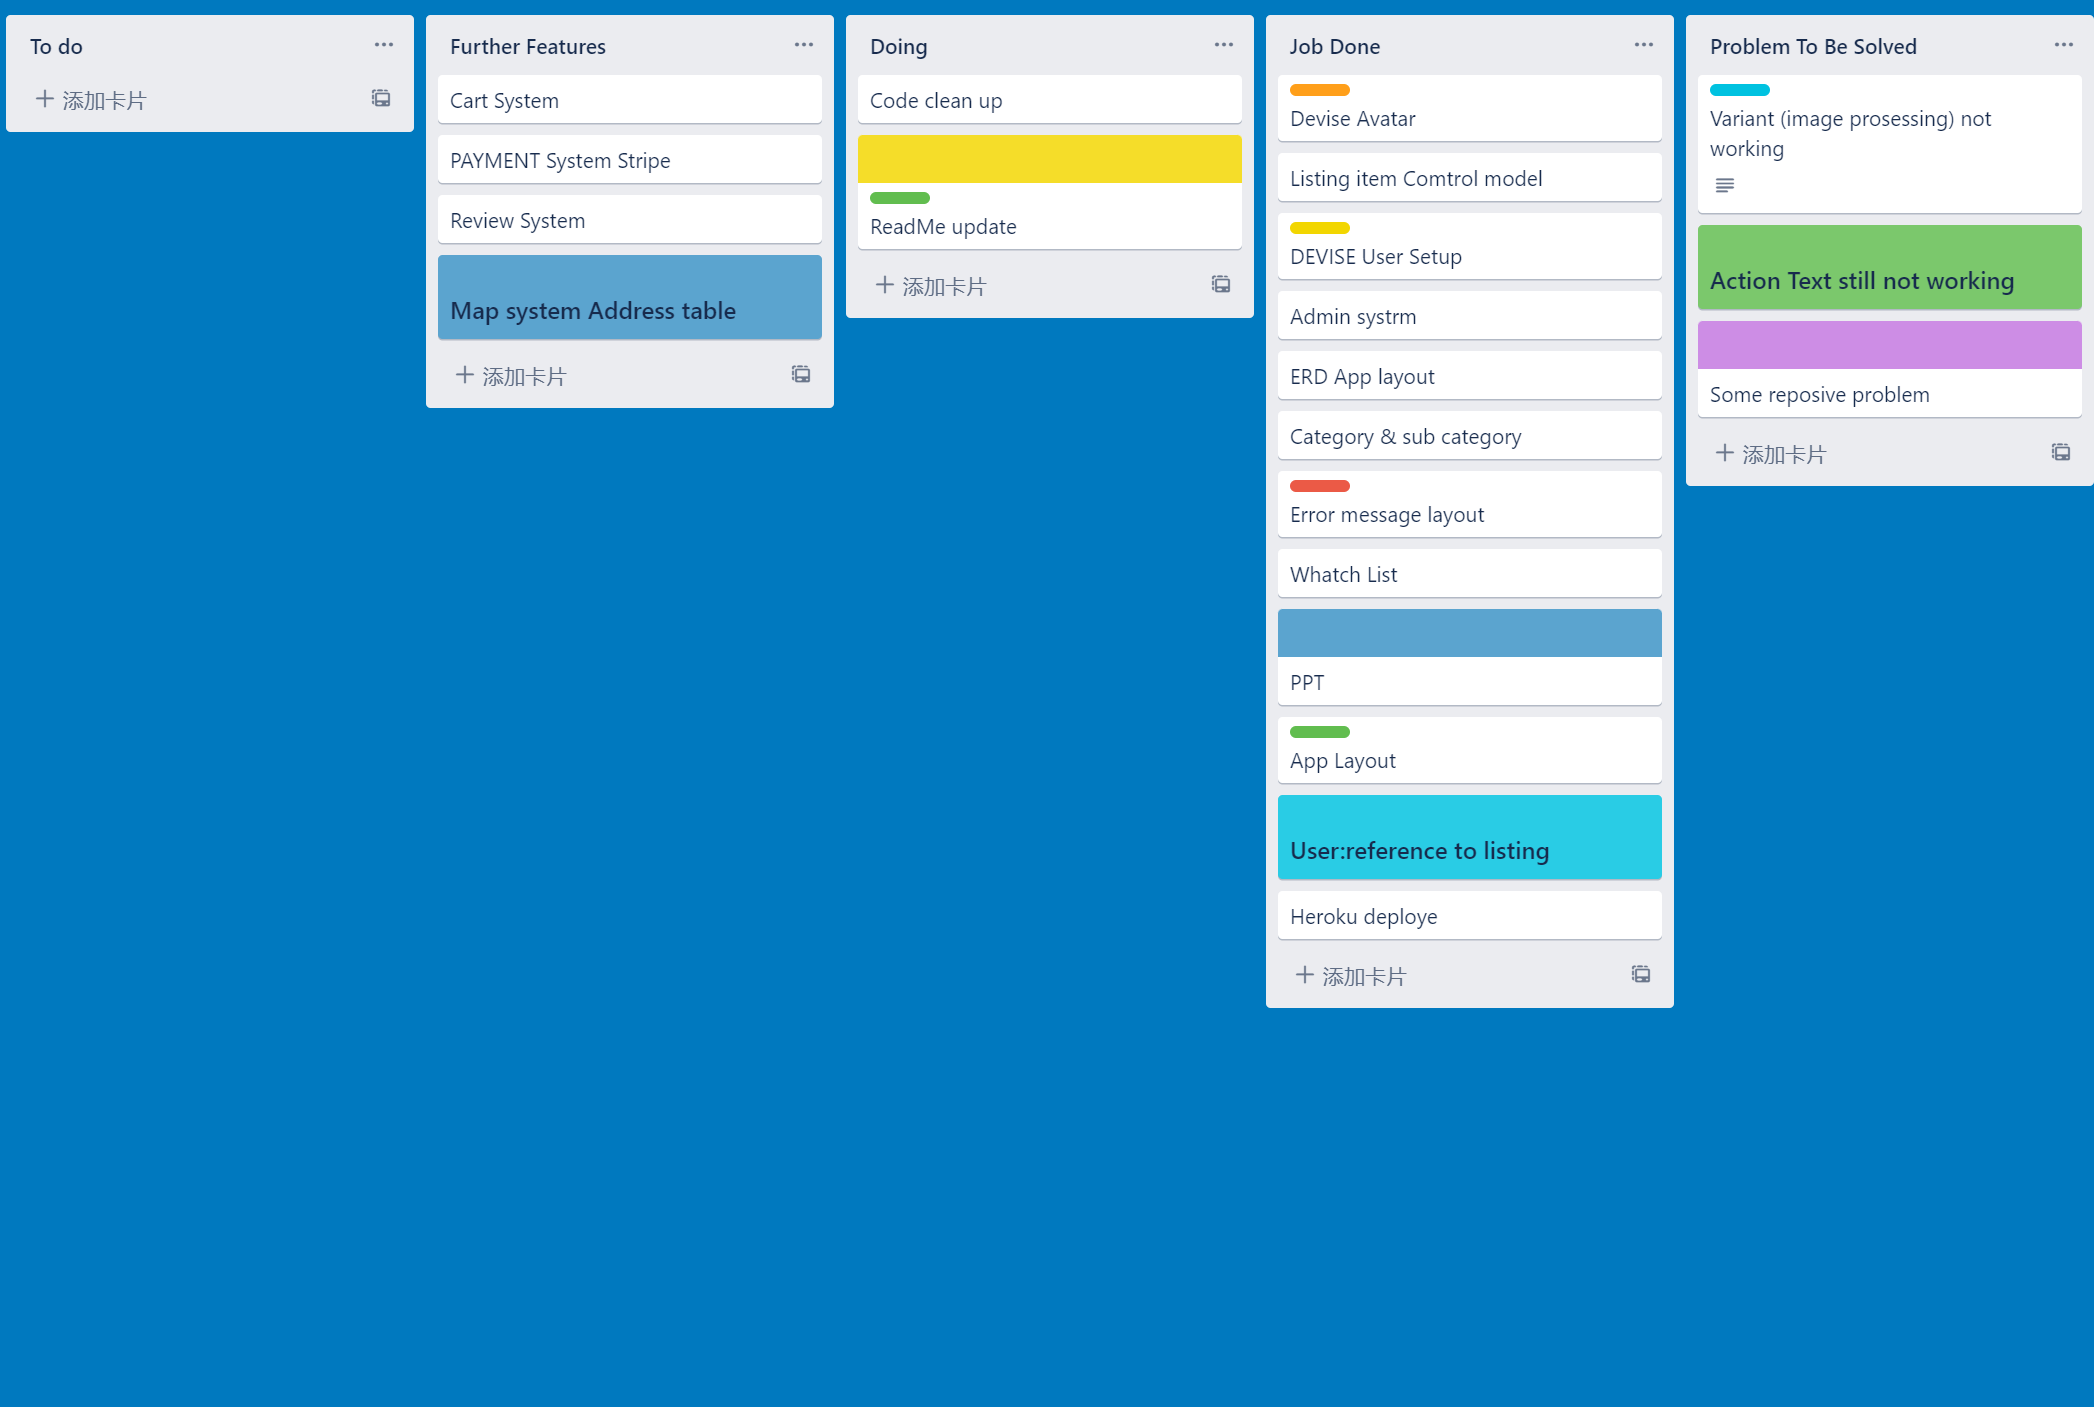 To do
添加卡片
Further Features
Cart System
PAYMENT System Stripe
Review System
Map system Address table
添加卡片
Doing
Code clean up
ReadMe update
添加卡片
Job Done
Devise Avatar
Listing item Comtrol model
DEVISE User Setup
Admin systrm
ERD App layout
Category & sub category
Error message layout
Whatch List
PPT
App Layout
User:reference to listing
Heroku deploye
添加卡片
Problem To Be Solved
Variant (image prosessing) not
working
Action Text still not working
Some reposive problem
添加卡片